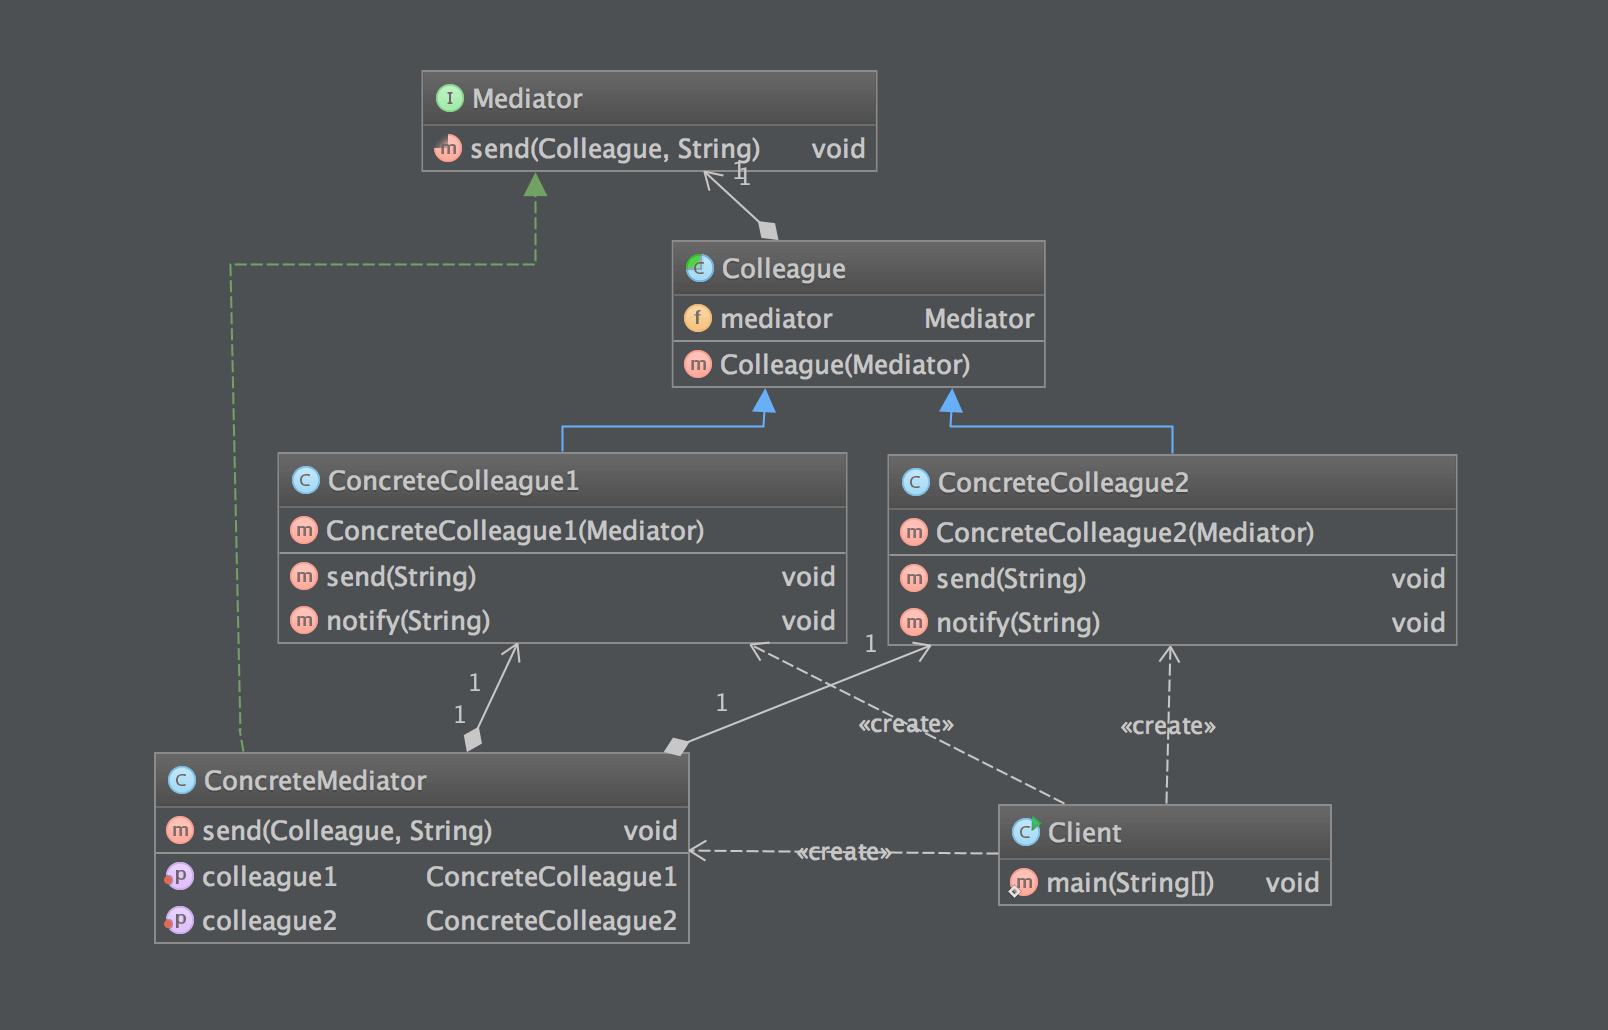 I Mediator
m send(Colleague, String) void
1
1
C Colleague
f mediator Mediator
m Colleague(Mediator)
C ConcreteColleague1
m ConcreteColleague1(Mediator)
m send(String) void
m notify(String) void
C ConcreteColleague2
m ConcreteColleague2(Mediator)
m send(String) void
m notify(String) void
1
1
1
1
«create»
«create»
C ConcreteMediator
m send(Colleague, String) void
p colleague1 ConcreteColleague1
p colleague2 ConcreteColleague2
«create»
C Client
m main(String[]) void